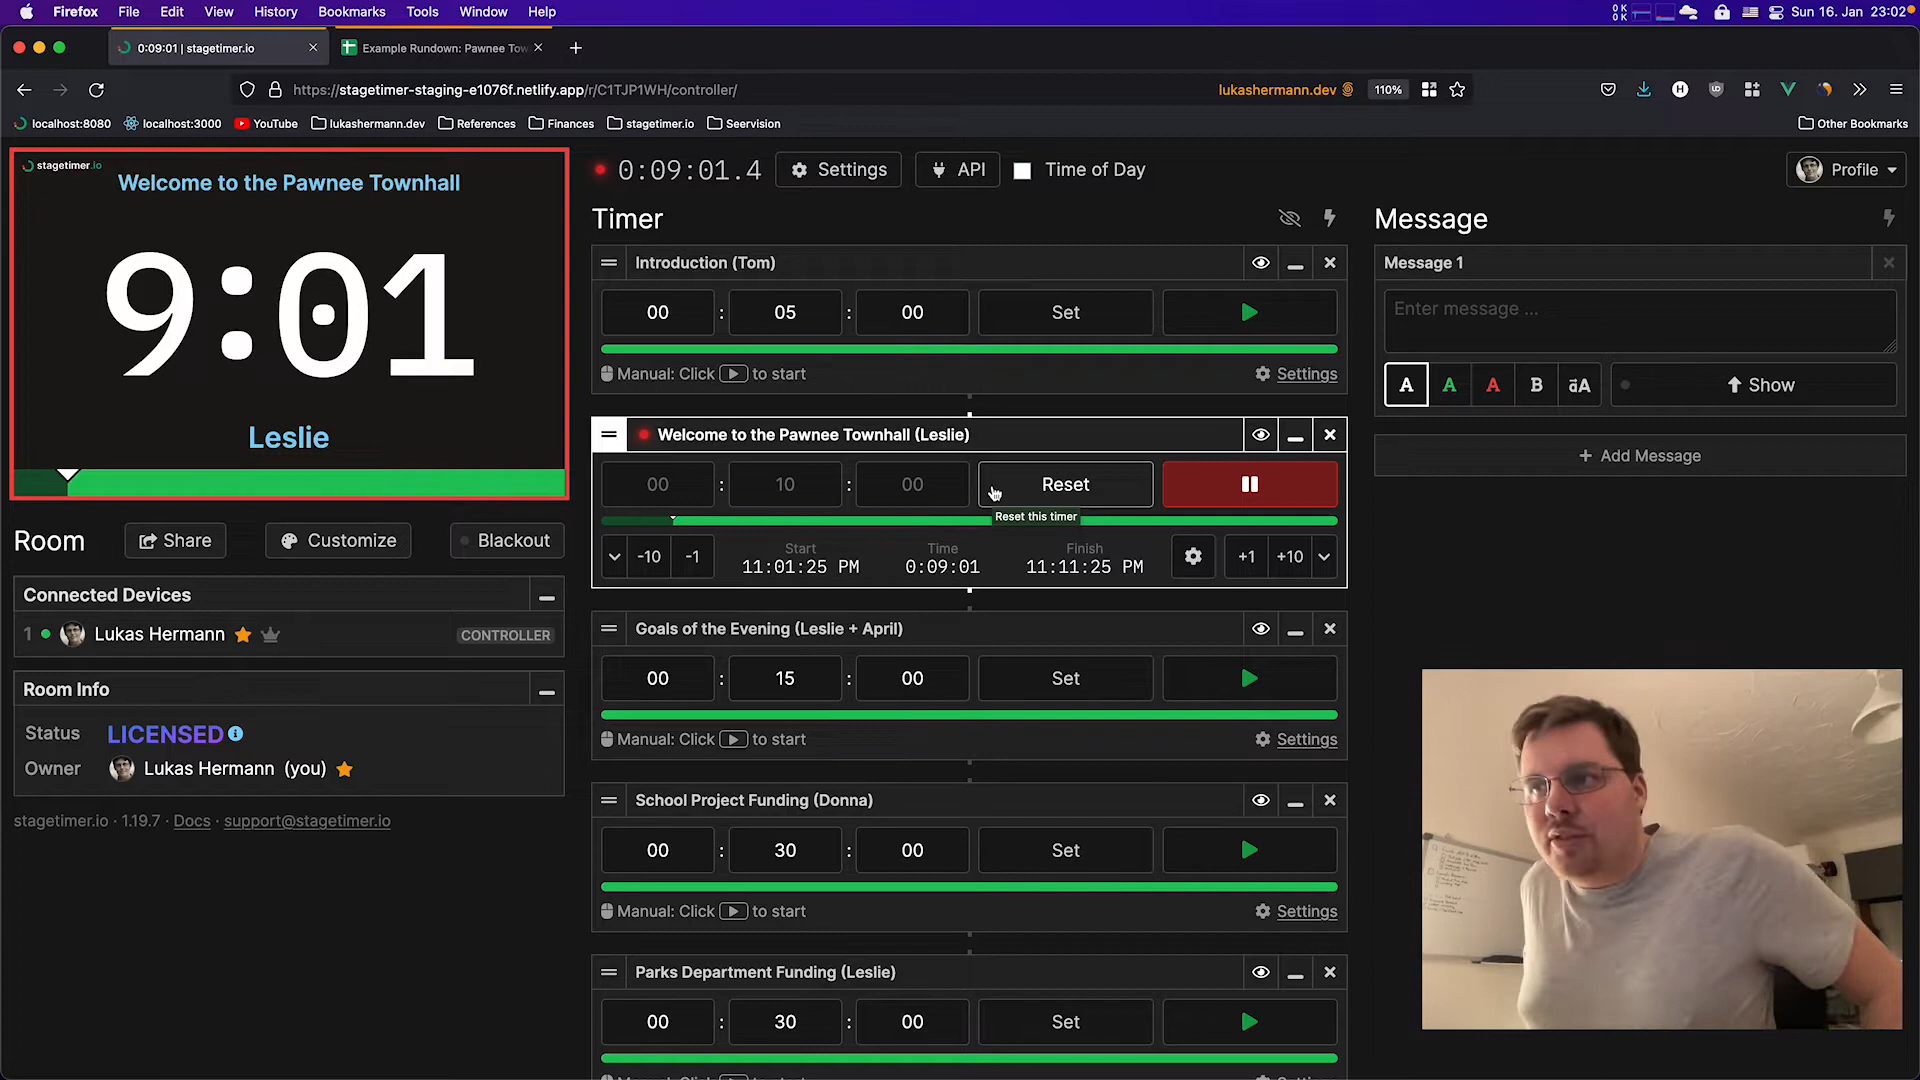 Firefox File Edit View History Bookmarks Tools Window Help
Sun 16. Jan 23:02
0:09:01 | stagetimer.io
Example Rundown: Pawnee Tow
https://stagetimer-staging-e1076f.netlify.app/r/C1TJP1WH/controller/
lukashermann.dev
110%
localhost:8080 localhost:3000 YouTube lukashermann.dev References Finances stagetimer.io Seervision Other Bookmarks
stagetimer.io
Welcome to the Pawnee Townhall
9:01
Leslie
Room Share Customize Blackout
Connected Devices
1 Lukas Hermann CONTROLLER
Room Info
Status LICENSED
Owner Lukas Hermann (you)
stagetimer.io · 1.19.7 · Docs · support@stagetimer.io
0:09:01.4 Settings API Time of Day
Profile
Timer
Introduction (Tom)
00 : 05 : 00 Set
Manual: Click to start Settings
Welcome to the Pawnee Townhall (Leslie)
00 : 10 : 00 Reset
Reset this timer
-10 -1
Start
11:01:25 PM
Time
0:09:01
Finish
11:11:25 PM
+1 +10
Goals of the Evening (Leslie + April)
00 : 15 : 00 Set
Manual: Click to start Settings
School Project Funding (Donna)
00 : 30 : 00 Set
Manual: Click to start Settings
Parks Department Funding (Leslie)
00 : 30 : 00 Set
Message
Message 1
Enter message ...
A A A B āA Show
+ Add Message